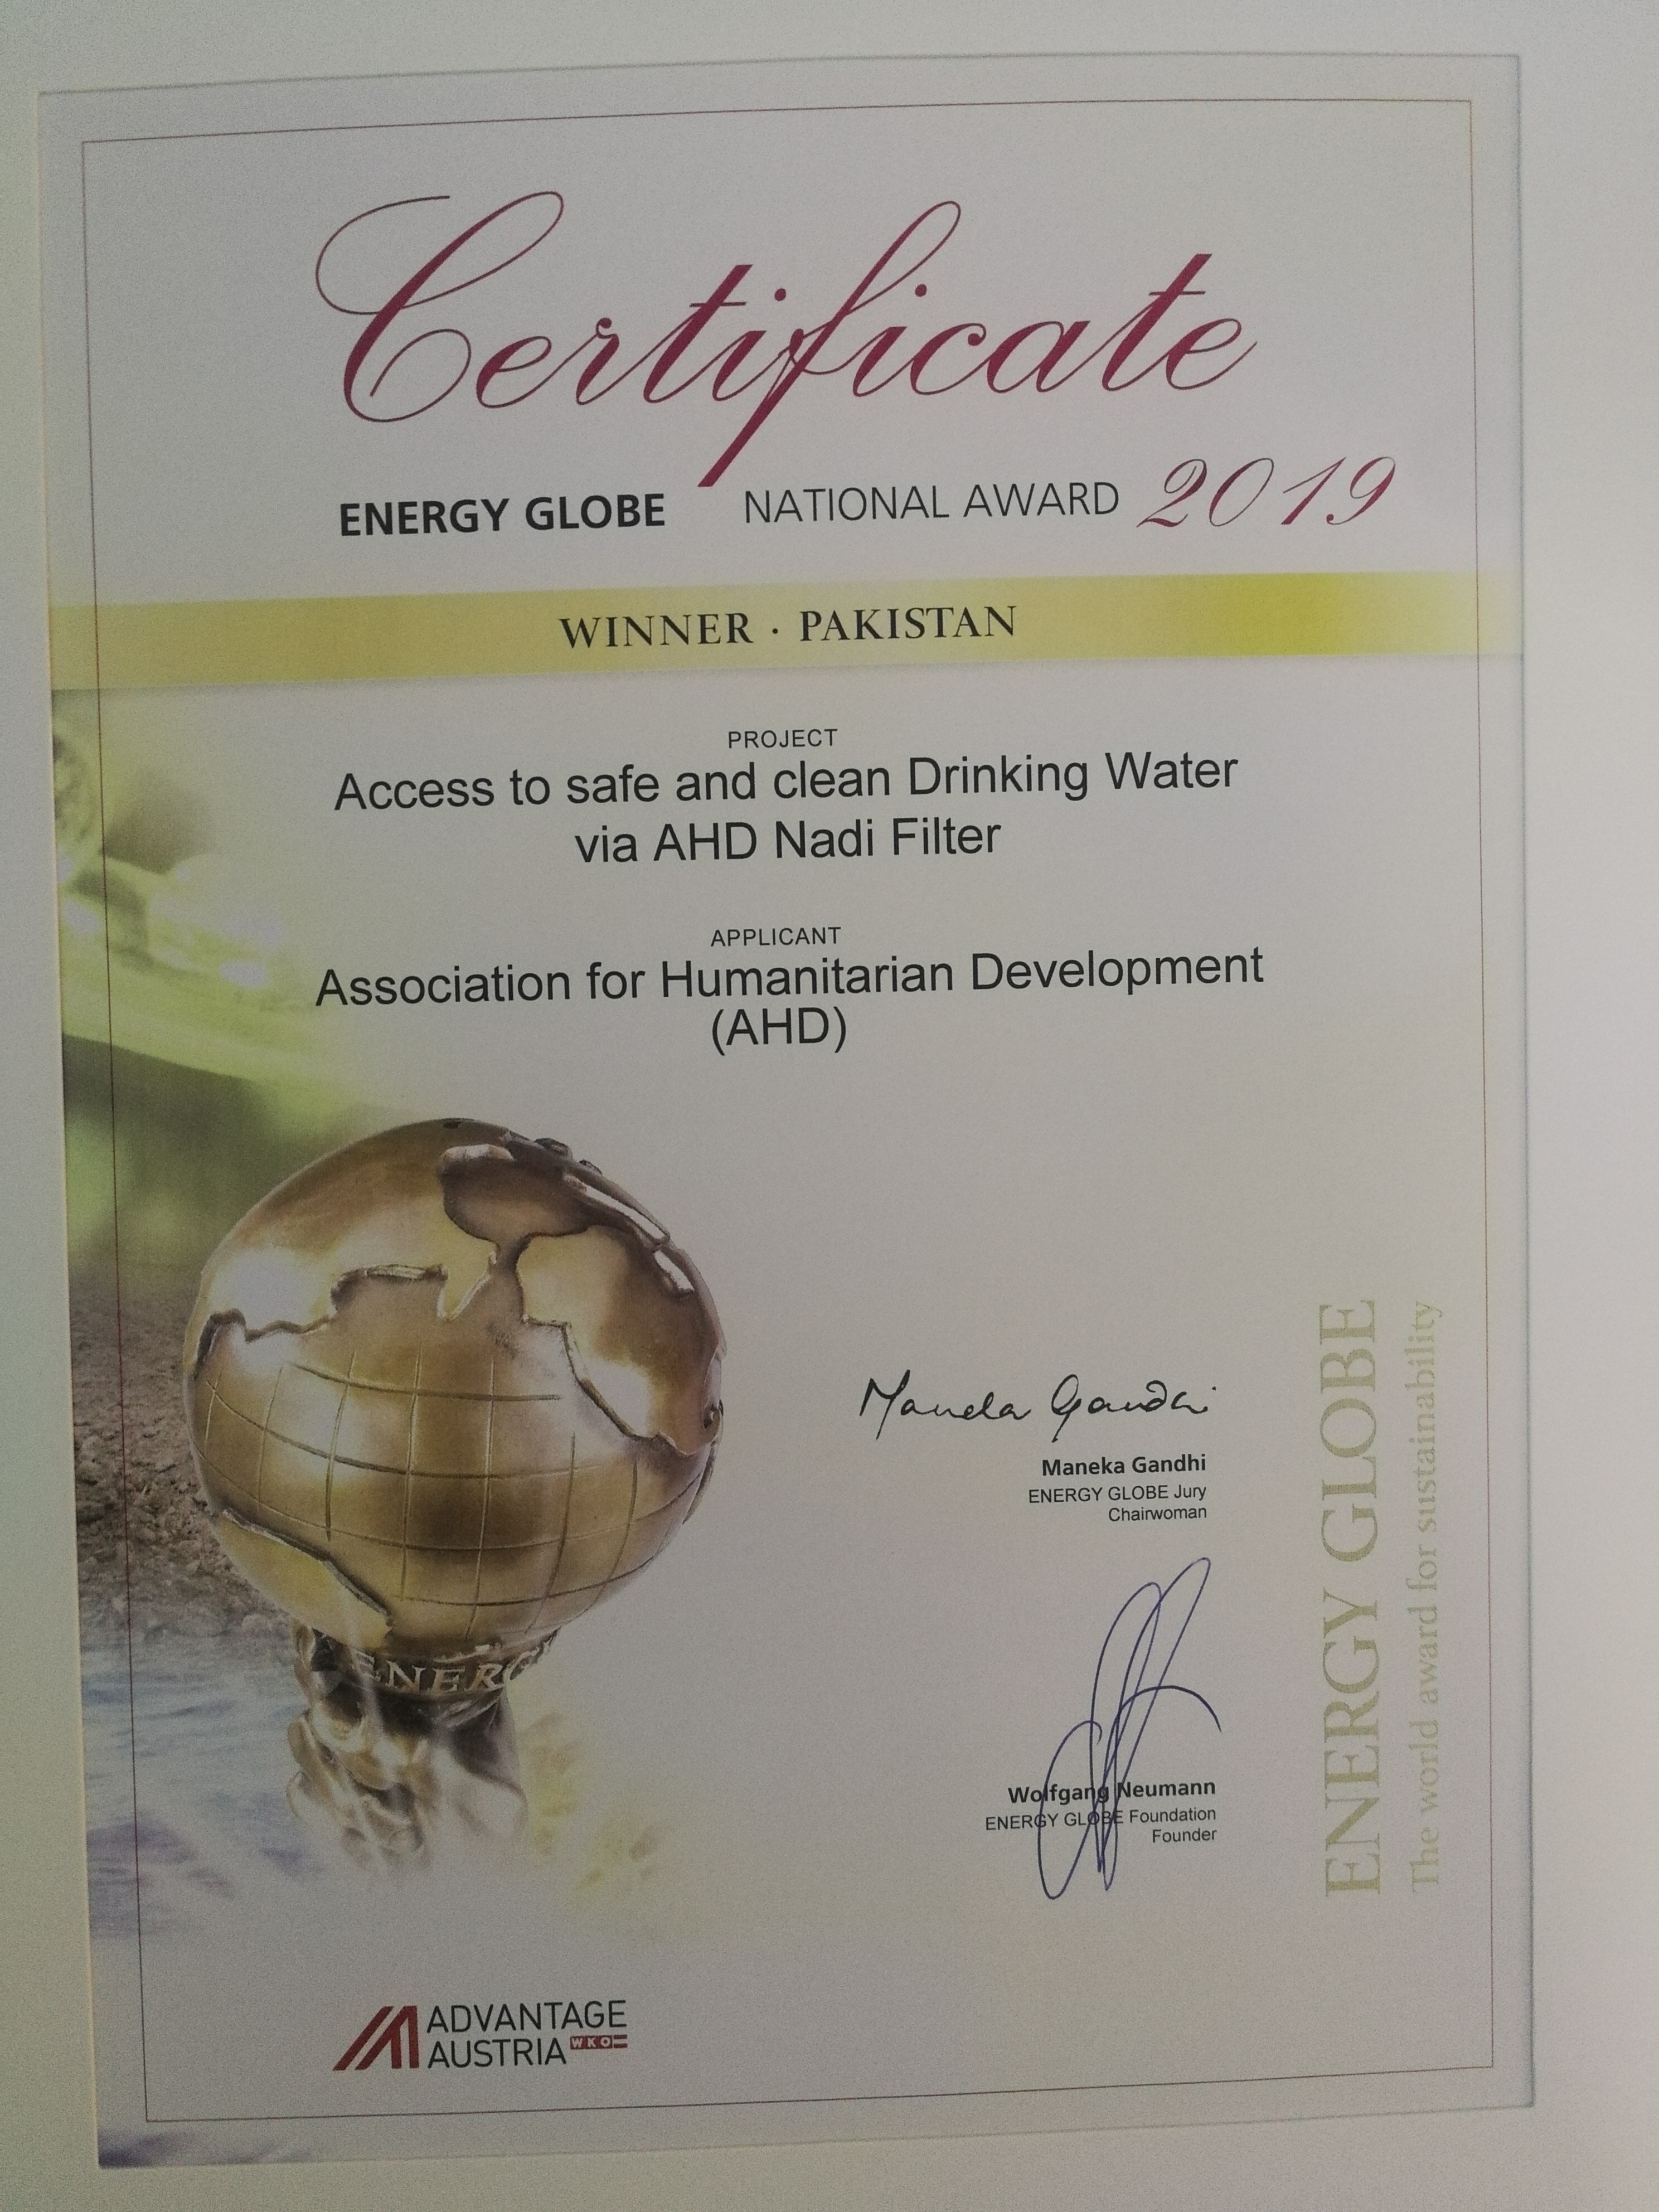 Certificate
ENERGY GLOBE NATIONAL AWARD 2019
WINNER · PAKISTAN
PROJECT
Access to safe and clean Drinking Water
via AHD Nadi Filter
APPLICANT
Association for Humanitarian Development
(AHD)
ENERG
Maneka Gandhi
Maneka Gandhi
ENERGY GLOBE Jury
Chairwoman
Wolfgang Neumann
ENERGY GLOBE Foundation
Founder
ENERGY GLOBE
The world award for sustainability
ADVANTAGE
AUSTRIA WKO